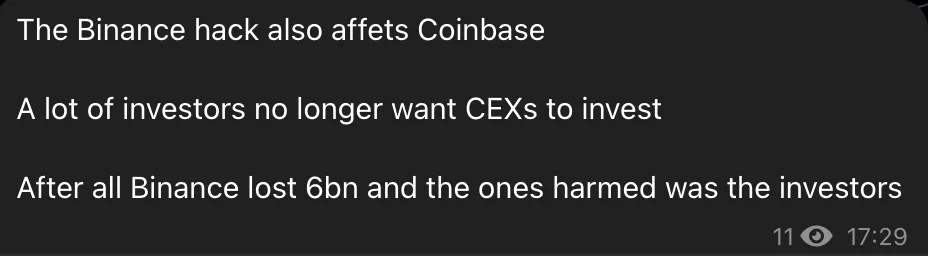 The Binance hack also affets Coinbase
A lot of investors no longer want CEXs to invest
After all Binance lost 6bn and the ones harmed was the investors
11 17:29